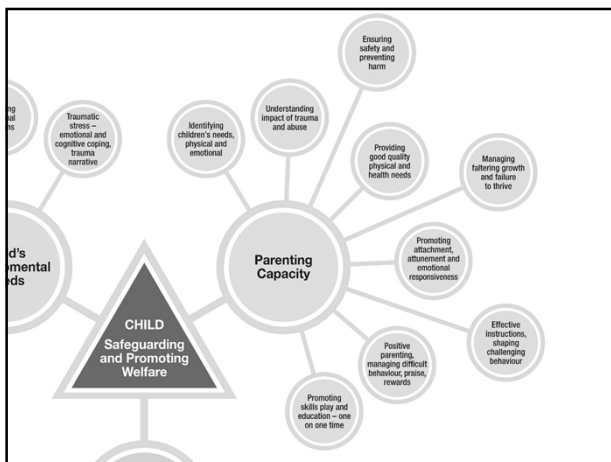 Ensuring
safety and
preventing
harm
Traumatic
stress –
emotional and
cognitive coping,
trauma
narrative
Identifying
children's needs,
physical and
emotional
Understanding
impact of trauma
and abuse
Providing
good quality
physical and
health needs
Managing
faltering growth
and failure
to thrive
Parenting
Capacity
Promoting
attachment,
attunement and
emotional
responsiveness
CHILD
Safeguarding
and Promoting
Welfare
Effective
instructions,
shaping
challenging
behaviour
Positive
parenting,
managing difficult
behaviour, praise,
rewards
Promoting
skills play and
education – one
on one time